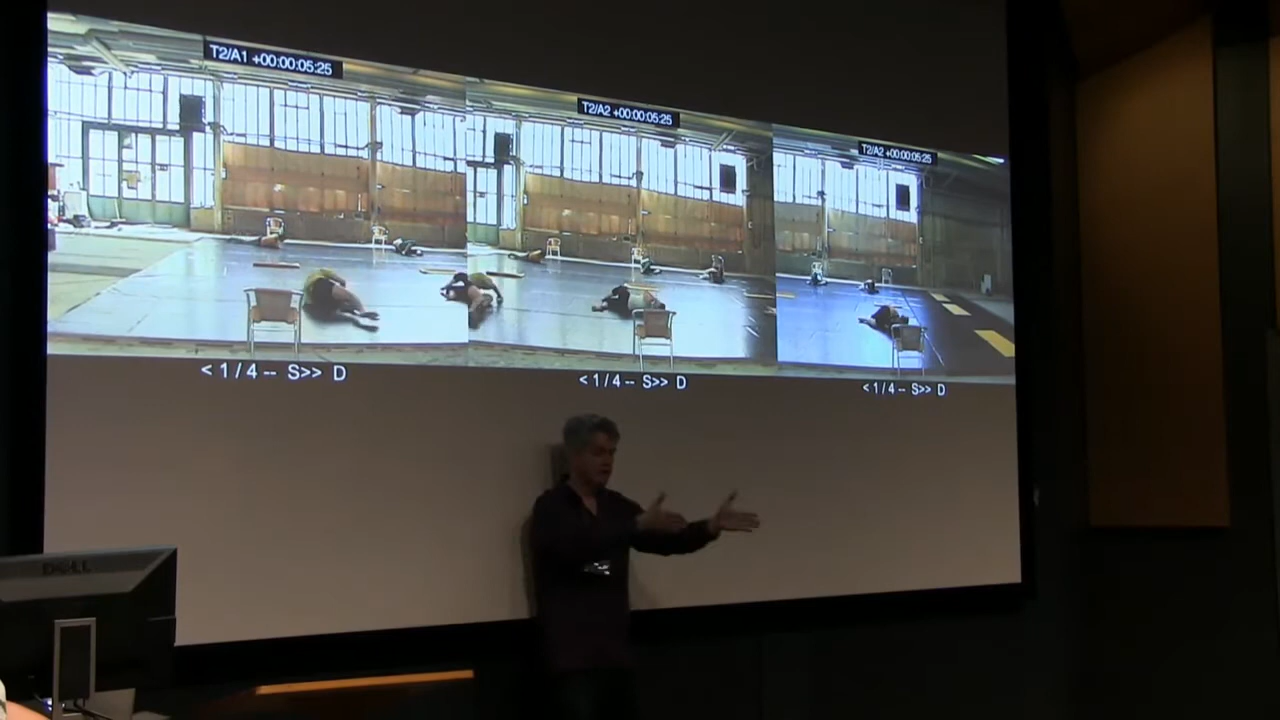 T2/A1 +00:00:05:25
T2/A2 +00:00:05:25
T2/A2 +00:00:05:25
< 1 / 4 -- S>> D
< 1 / 4 -- S>> D
< 1 / 4 -- S>> D
DELL